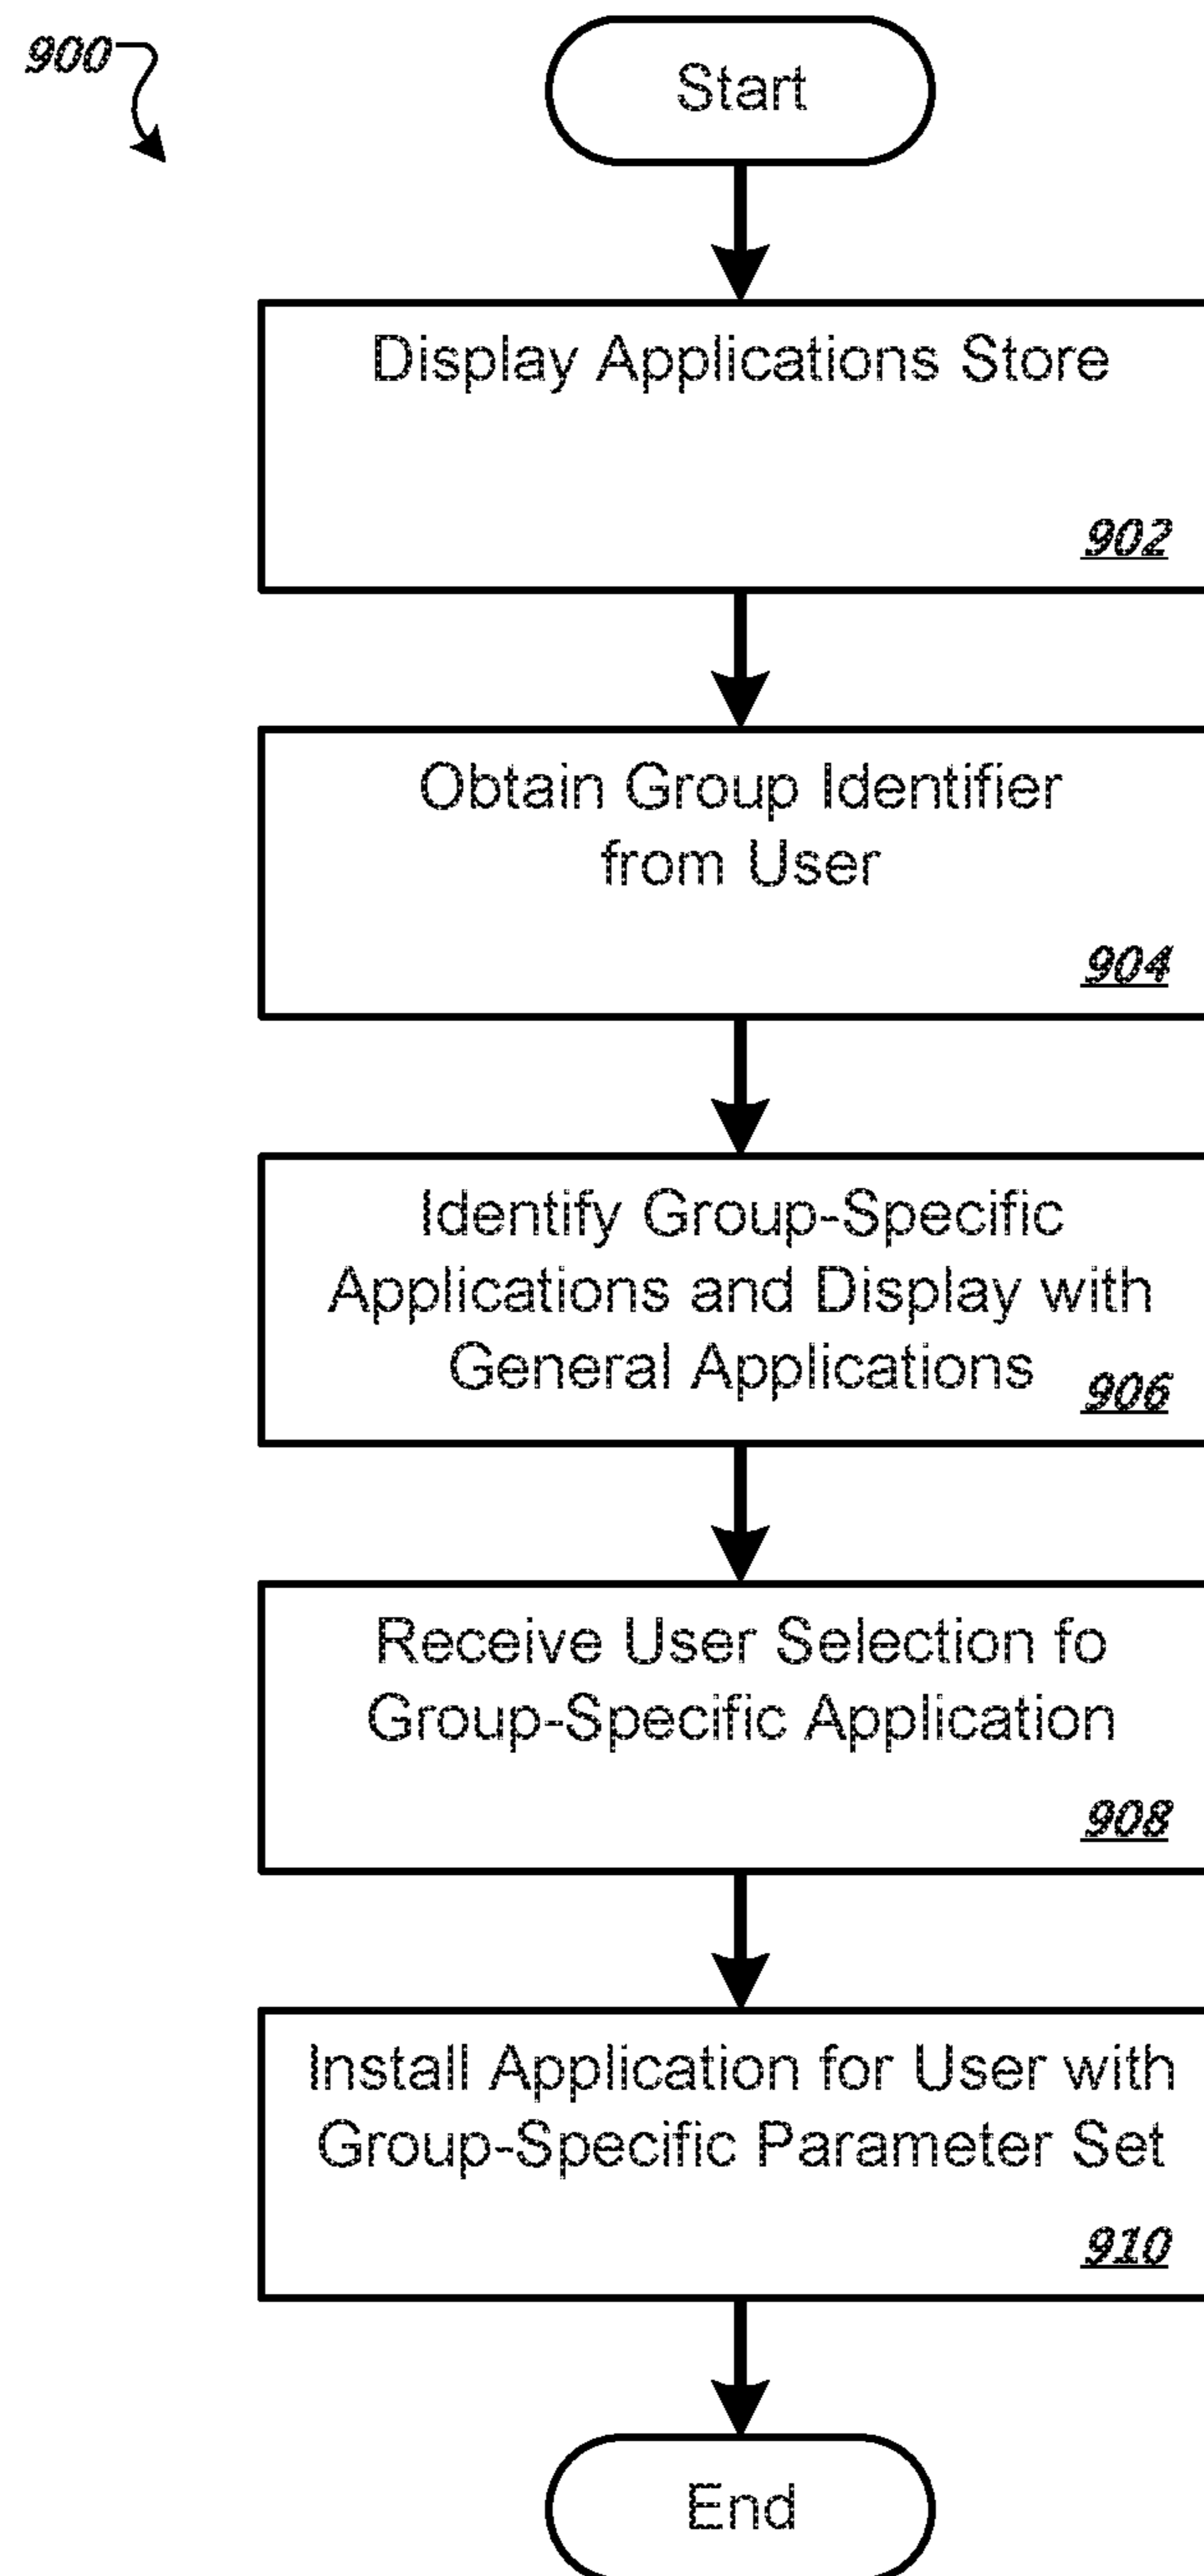 900
Start
Display Applications Store
902
Obtain Group Identifier
from User
904
Identify Group-Specific
Applications and Display with
General Applications
906
Receive User Selection fo
Group-Specific Application
908
Install Application for User with
Group-Specific Parameter Set
910
End